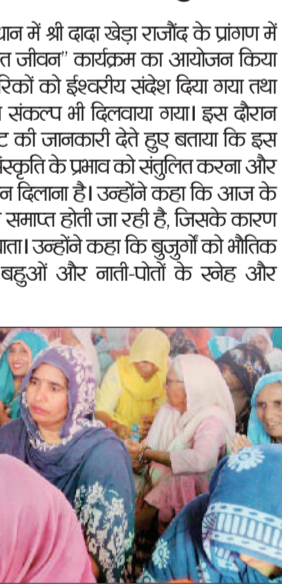 थान में श्री दादा खेड़ा राजौंद के प्रांगण में
त जीवन" कार्यक्रम का आयोजन किया
रिकों को ईश्वरीय संदेश दिया गया तथा
संकल्प भी दिलवाया गया। इस दौरान
ट की जानकारी देते हुए बताया कि इस
ंस्कृति के प्रभाव को संतुलित करना और
न दिलाना है। उन्होंने कहा कि आज के
समाप्त होती जा रही है, जिसके कारण
पाता। उन्होंने कहा कि बुजुर्गों को भौतिक
बहुओं और नाती-पोतों के स्नेह और